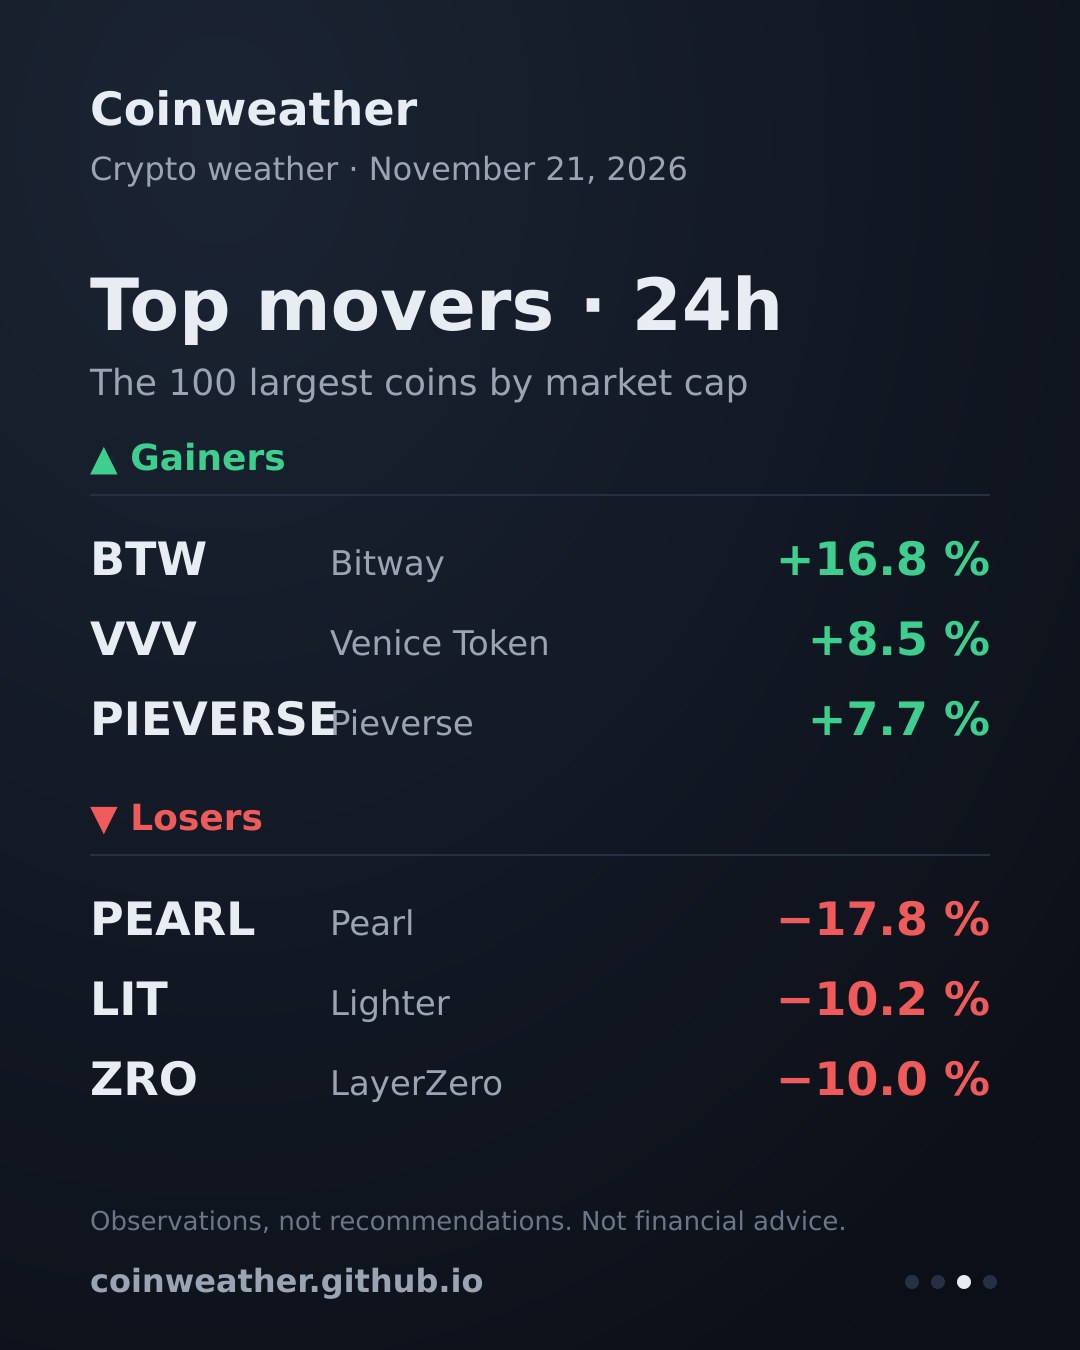 Coinweather
Crypto weather · November 21, 2026
Top movers · 24h
The 100 largest coins by market cap
▲ Gainers
BTW Bitway +16.8 %
VVV Venice Token +8.5 %
PIEVERSE Pieverse +7.7 %
▼ Losers
PEARL Pearl −17.8 %
LIT Lighter −10.2 %
ZRO LayerZero −10.0 %
Observations, not recommendations. Not financial advice.
coinweather.github.io